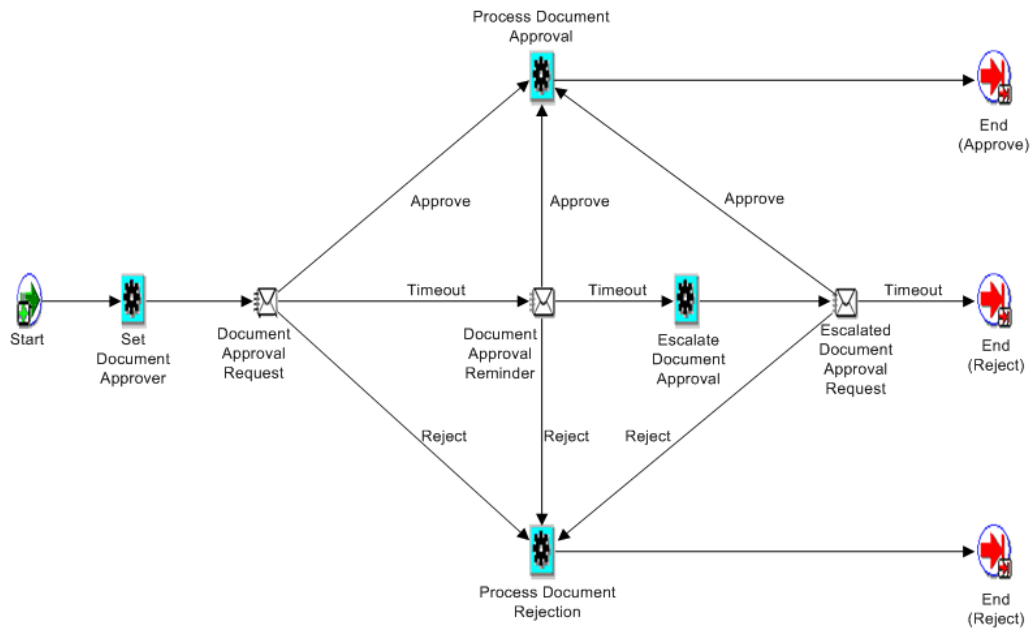 Process Document
Approval
End
(Approve)
Approve
Approve
Approve
Timeout
Timeout
Timeout
Start
Set
Document
Approver
Document
Approval
Request
Document
Approval
Reminder
Escalate
Document
Approval
Escalated
Document
Approval
Request
End
(Reject)
Reject
Reject
Reject
Process Document
Rejection
End
(Reject)